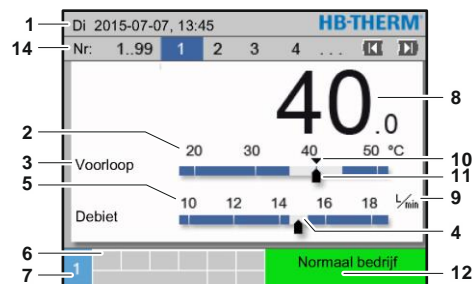 1 Di 2015-07-07, 13:45 HB-THERM
14 Nr: 1..99 1 2 3 4 ...
40.0 8
2 20 30 40 50 °C 10
3 Voorloop 11
5 10 12 14 16 18 L/min 9
Debiet 4
6
7 1 Normaal bedrijf 12